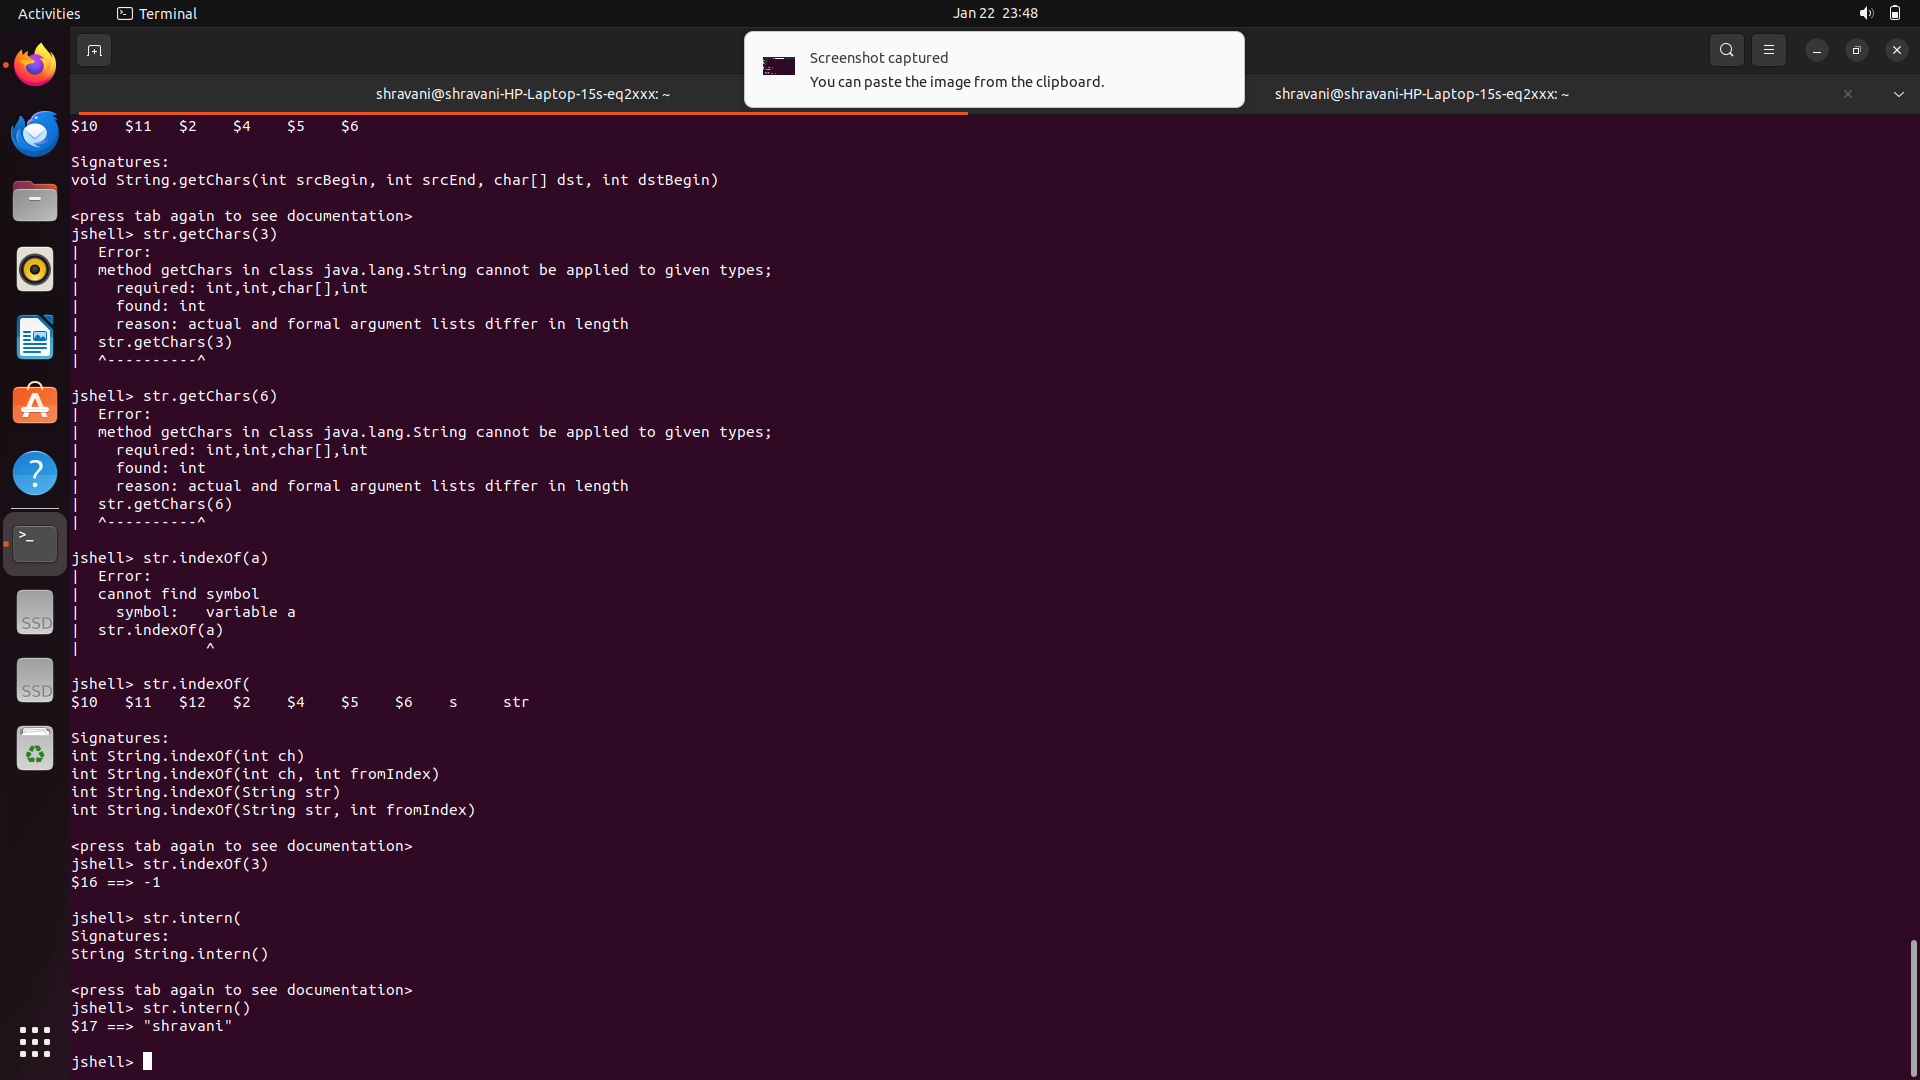 Activities
Terminal
Jan 22 23:48
Screenshot captured
You can paste the image from the clipboard.
shravani@shravani-HP-Laptop-15s-eq2xxx: ~
shravani@shravani-HP-Laptop-15s-eq2xxx: ~
$10   $11   $2    $4    $5    $6
Signatures:
void String.getChars(int srcBegin, int srcEnd, char[] dst, int dstBegin)
<press tab again to see documentation>
jshell> str.getChars(3)
|  Error:
|  method getChars in class java.lang.String cannot be applied to given types;
|    required: int,int,char[],int
|    found: int
|    reason: actual and formal argument lists differ in length
|  str.getChars(3)
|  ^----------^
jshell> str.getChars(6)
|  Error:
|  method getChars in class java.lang.String cannot be applied to given types;
|    required: int,int,char[],int
|    found: int
|    reason: actual and formal argument lists differ in length
|  str.getChars(6)
|  ^----------^
jshell> str.indexOf(a)
|  Error:
|  cannot find symbol
|    symbol:   variable a
|  str.indexOf(a)
|              ^
jshell> str.indexOf(
$10   $11   $12   $2    $4    $5    $6    s     str
Signatures:
int String.indexOf(int ch)
int String.indexOf(int ch, int fromIndex)
int String.indexOf(String str)
int String.indexOf(String str, int fromIndex)
<press tab again to see documentation>
jshell> str.indexOf(3)
$16 ==> -1
jshell> str.intern(
Signatures:
String String.intern()
<press tab again to see documentation>
jshell> str.intern()
$17 ==> "shravani"
jshell>
SSD
SSD